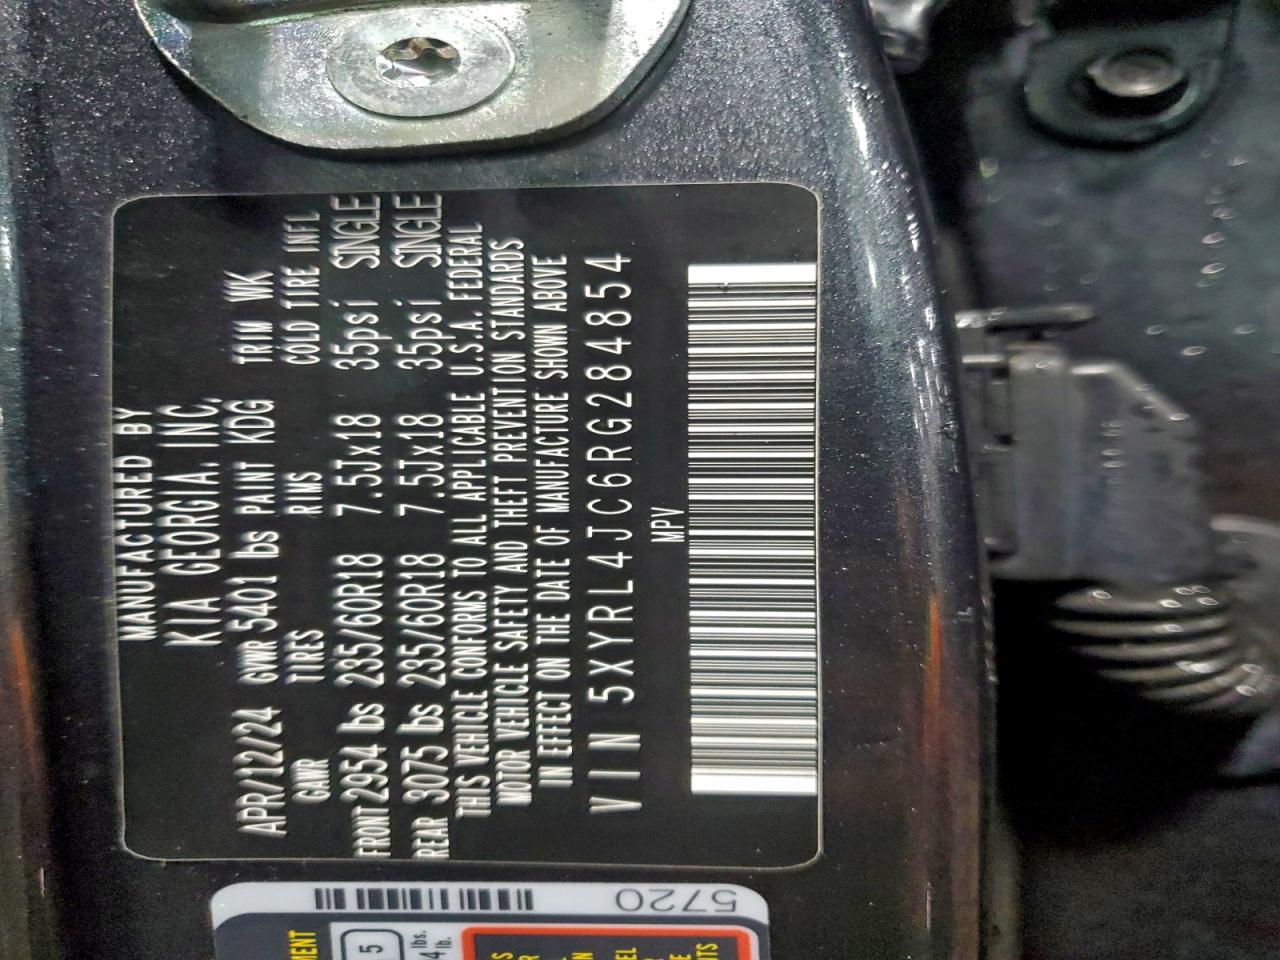 MANUFACTURED BY
KIA GEORGIA, INC.
APR/12/24 GVWR 5401 lbs PAINT KDG TRIM WK
GAWR TIRES RIMS COLD TIRE INFL
FRONT 2954 lbs 235/60R18 7.5Jx18 35psi SINGLE
REAR 3075 lbs 235/60R18 7.5Jx18 35psi SINGLE
THIS VEHICLE CONFORMS TO ALL APPLICABLE U.S.A. FEDERAL
MOTOR VEHICLE SAFETY AND THEFT PREVENTION STANDARDS
IN EFFECT ON THE DATE OF MANUFACTURE SHOWN ABOVE
VIN 5XYRL4JC6RG284854
MPV
5720